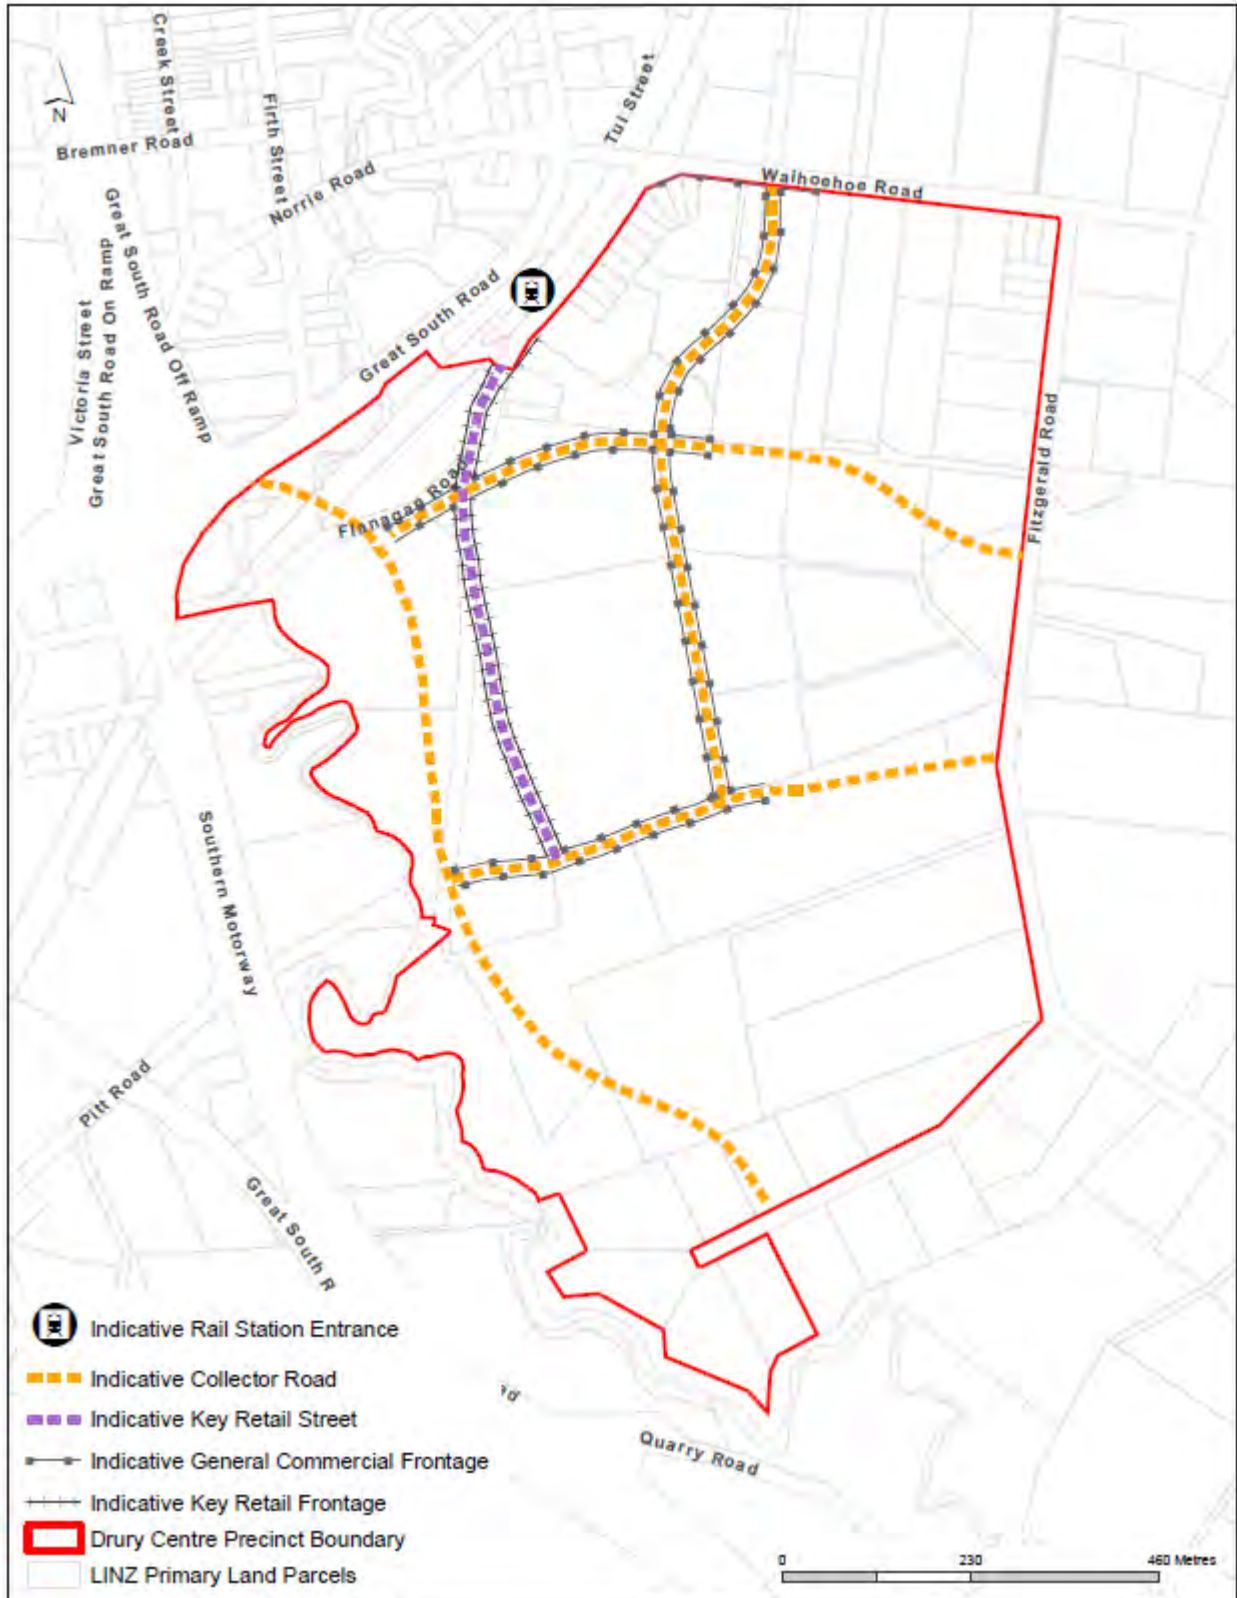 Creek Street
Firth Street
Tui Street
N
Bremner Road
Norrie Road
Waihoehoe Road
Great South Road Off Ramp
Victoria Street
Great South Road On Ramp
Great South Road
Fitzgerald Road
Flanagan Road
Southern Motorway
Pitt Road
Great South R
ad
Quarry Road
Indicative Rail Station Entrance
Indicative Collector Road
Indicative Key Retail Street
Indicative General Commercial Frontage
Indicative Key Retail Frontage
Drury Centre Precinct Boundary
LINZ Primary Land Parcels
0 230 460 Metres